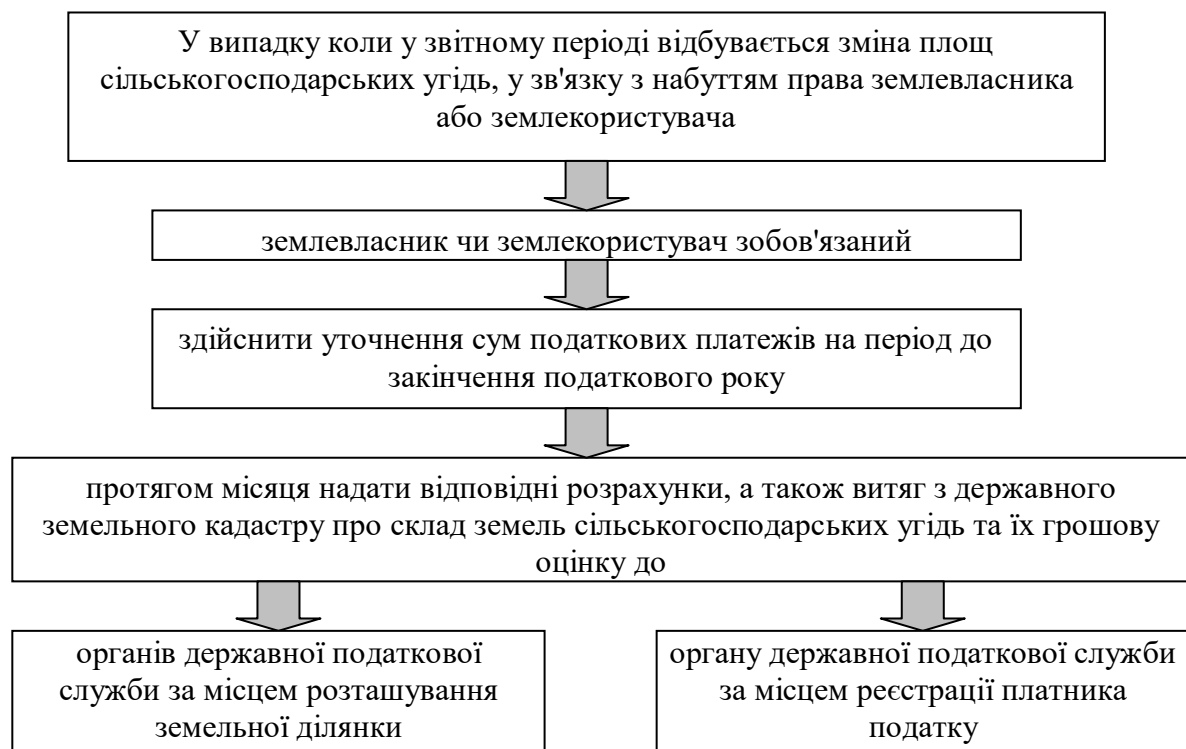 У випадку коли у звітному періоді відбувається зміна площ
сільськогосподарських угідь, у зв'язку з набуттям права землевласника
або землекористувача
землевласник чи землекористувач зобов'язаний
здійснити уточнення сум податкових платежів на період до
закінчення податкового року
протягом місяця надати відповідні розрахунки, а також витяг з державного
земельного кадастру про склад земель сільськогосподарських угідь та їх грошову
оцінку до
органів державної податкової
служби за місцем розташування
земельної ділянки
органу державної податкової служби
за місцем реєстрації платника
податку